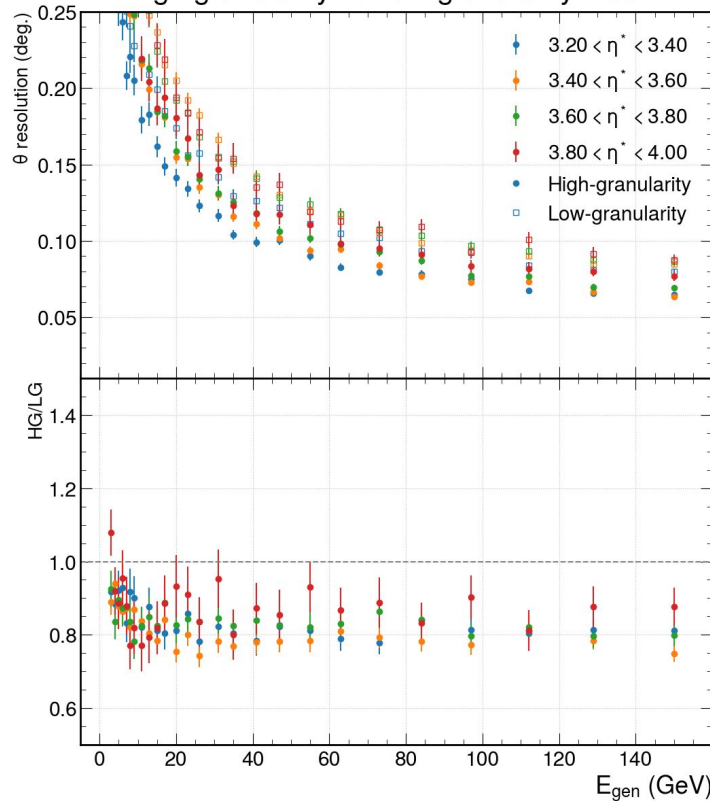 0.25
0.20
0.15
0.10
0.05
θ resolution (deg.)
3.20 < η* < 3.40
3.40 < η* < 3.60
3.60 < η* < 3.80
3.80 < η* < 4.00
High-granularity
Low-granularity
1.4
1.2
1.0
0.8
0.6
HG/LG
0 20 40 60 80 100 120 140
E_gen (GeV)